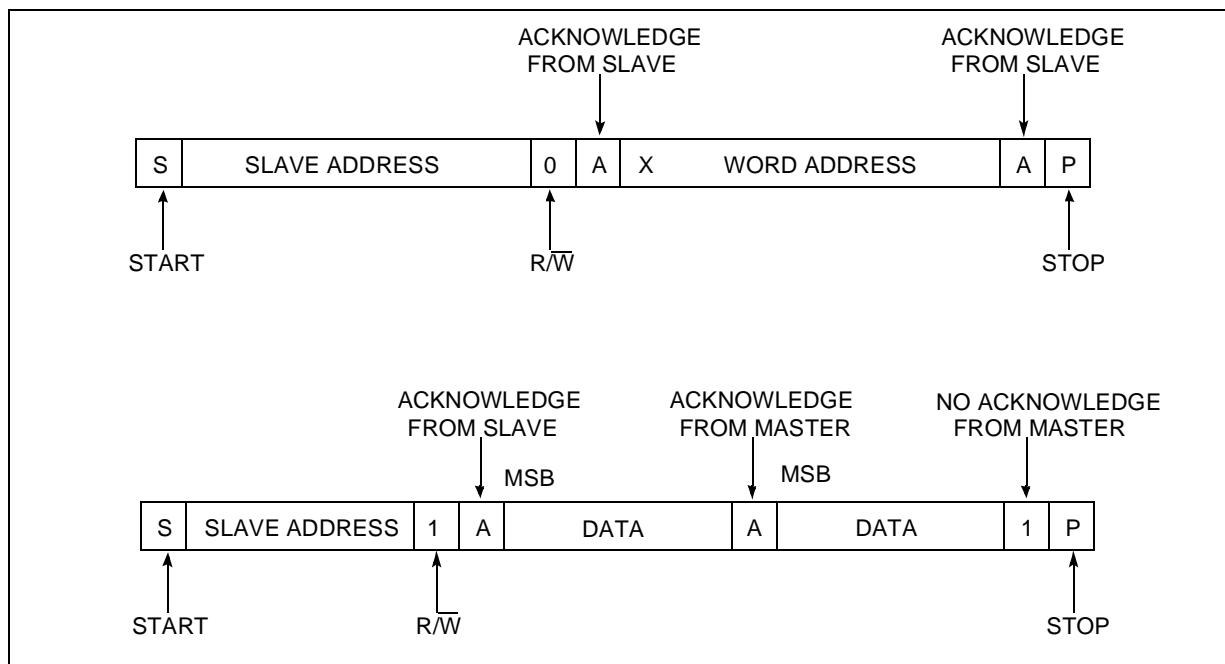 ACKNOWLEDGE
FROM SLAVE
ACKNOWLEDGE
FROM SLAVE
S SLAVE ADDRESS 0 A X WORD ADDRESS A P
START
R/W̅
STOP
ACKNOWLEDGE
FROM SLAVE
ACKNOWLEDGE
FROM MASTER
NO ACKNOWLEDGE
FROM MASTER
MSB
MSB
S SLAVE ADDRESS 1 A DATA A DATA 1 P
START
R/W̅
STOP